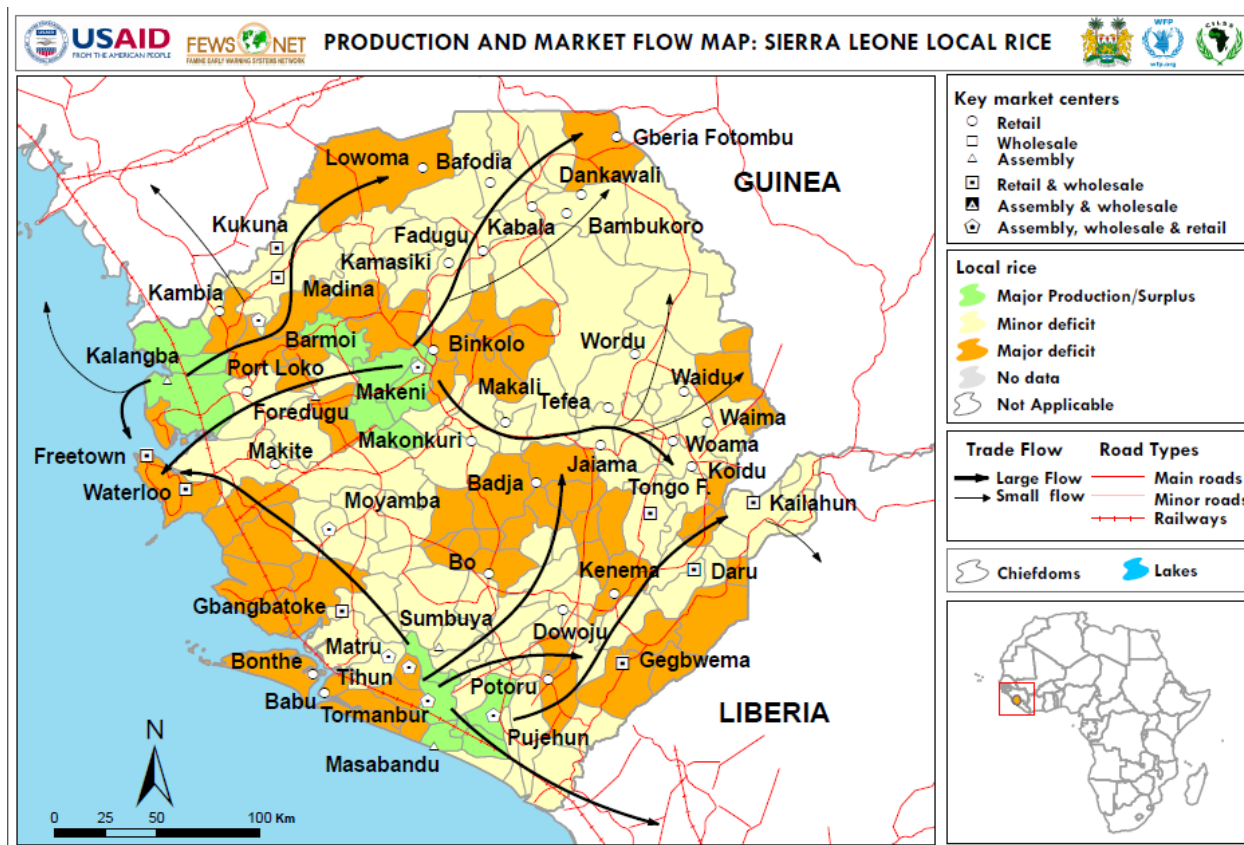 USAID
FROM THE AMERICAN PEOPLE
FEWS NET
FAMINE EARLY WARNING SYSTEMS NETWORK
PRODUCTION AND MARKET FLOW MAP: SIERRA LEONE LOCAL RICE
WFP
wfp.org
CILSS
Gberia Fotombu
Lowoma
Bafodia
Dankawali
GUINEA
Kukuna
Fadugu
Kabala
Bambukoro
Kamasiki
Kambia
Madina
Barmoi
Binkolo
Wordu
Kalangba
Port Loko
Makeni
Makali
Tefea
Waidu
Foredugu
Waima
Makonkuri
Woama
Freetown
Makite
Jaiama
Koidu
Waterloo
Badja
Tongo F.
Kailahun
Moyamba
Bo
Kenema
Daru
Gbangbatoke
Sumbuya
Dowoju
Matru
Gegbwema
Bonthe
Tihun
Potoru
Babu
Tormanbur
LIBERIA
Pujehun
Masabandu
N
0 25 50 100 Km
Key market centers
Retail
Wholesale
Assembly
Retail & wholesale
Assembly & wholesale
Assembly, wholesale & retail
Local rice
Major Production/Surplus
Minor deficit
Major deficit
No data
Not Applicable
Trade Flow Road Types
Large Flow Main roads
Small flow Minor roads
Railways
Chiefdoms Lakes